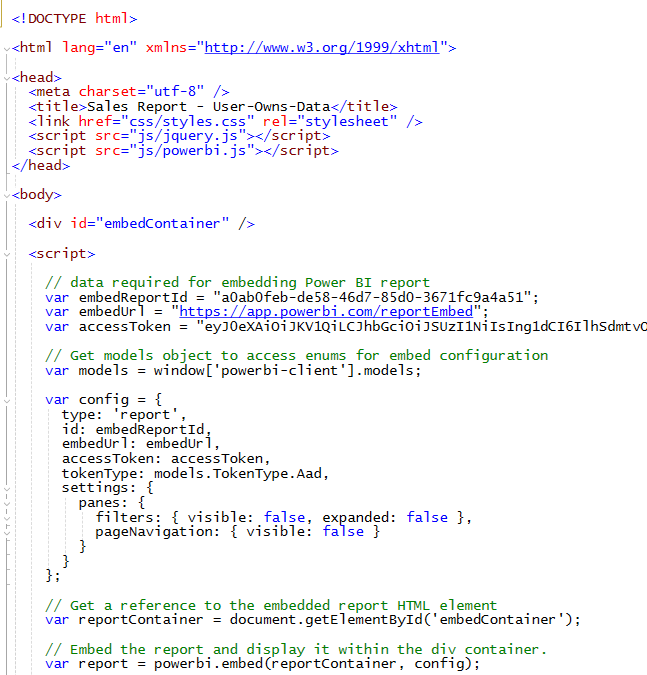 <!DOCTYPE html>
<html lang="en" xmlns="http://www.w3.org/1999/xhtml">
<head>
<meta charset="utf-8" />
<title>Sales Report - User-Owns-Data</title>
<link href="css/styles.css" rel="stylesheet" />
<script src="js/jquery.js"></script>
<script src="js/powerbi.js"></script>
</head>
<body>
<div id="embedContainer" />
<script>
// data required for embedding Power BI report
var embedReportId = "a0ab0feb-de58-46d7-85d0-3671fc9a4a51";
var embedUrl = "https://app.powerbi.com/reportEmbed";
var accessToken = "eyJ0eXAiOiJKV1QiLCJhbGciOiJSUzI1NiIsIng1dCI6IlhSdmtvO
// Get models object to access enums for embed configuration
var models = window['powerbi-client'].models;
var config = {
type: 'report',
id: embedReportId,
embedUrl: embedUrl,
accessToken: accessToken,
tokenType: models.TokenType.Aad,
settings: {
panes: {
filters: { visible: false, expanded: false },
pageNavigation: { visible: false }
}
}
};
// Get a reference to the embedded report HTML element
var reportContainer = document.getElementById('embedContainer');
// Embed the report and display it within the div container.
var report = powerbi.embed(reportContainer, config);